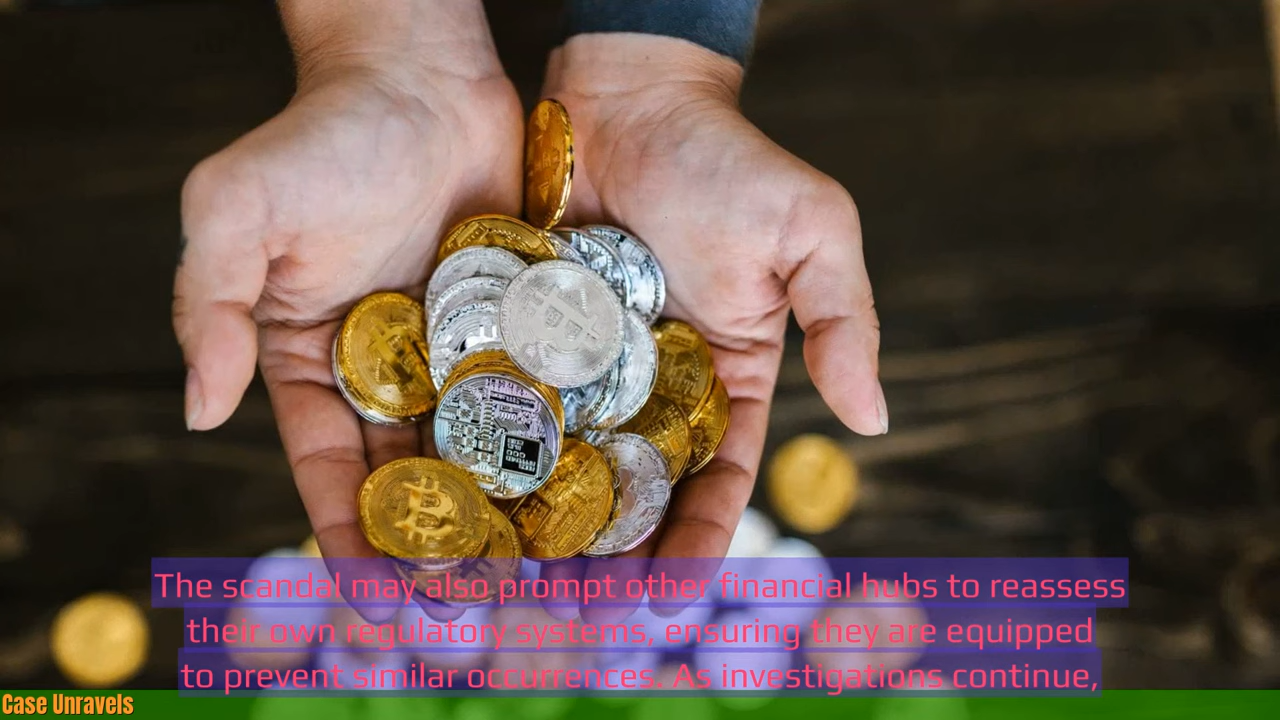 The scandal may also prompt other financial hubs to reassess
their own regulatory systems, ensuring they are equipped
to prevent similar occurrences. As investigations continue,
Case Unravels